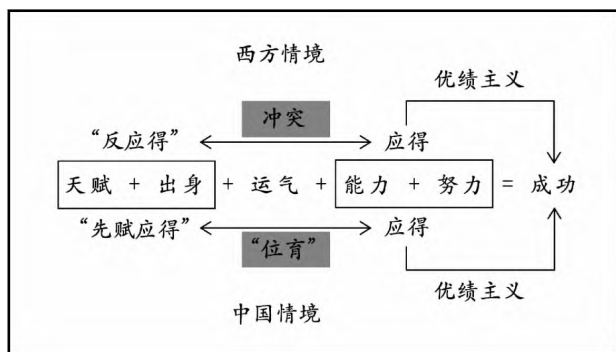 西方情境
优绩主义
冲突
“反应得” 应得
天赋 + 出身 + 运气 + 能力 + 努力 = 成功
“先赋应得” 应得
“位育”
优绩主义
中国情境